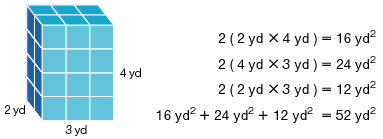 2 ( 2 yd × 4 yd ) = 16 yd²
2 ( 4 yd × 3 yd ) = 24 yd²
4 yd
2 ( 2 yd × 3 yd ) = 12 yd²
2 yd
16 yd² + 24 yd² + 12 yd² = 52 yd²
3 yd